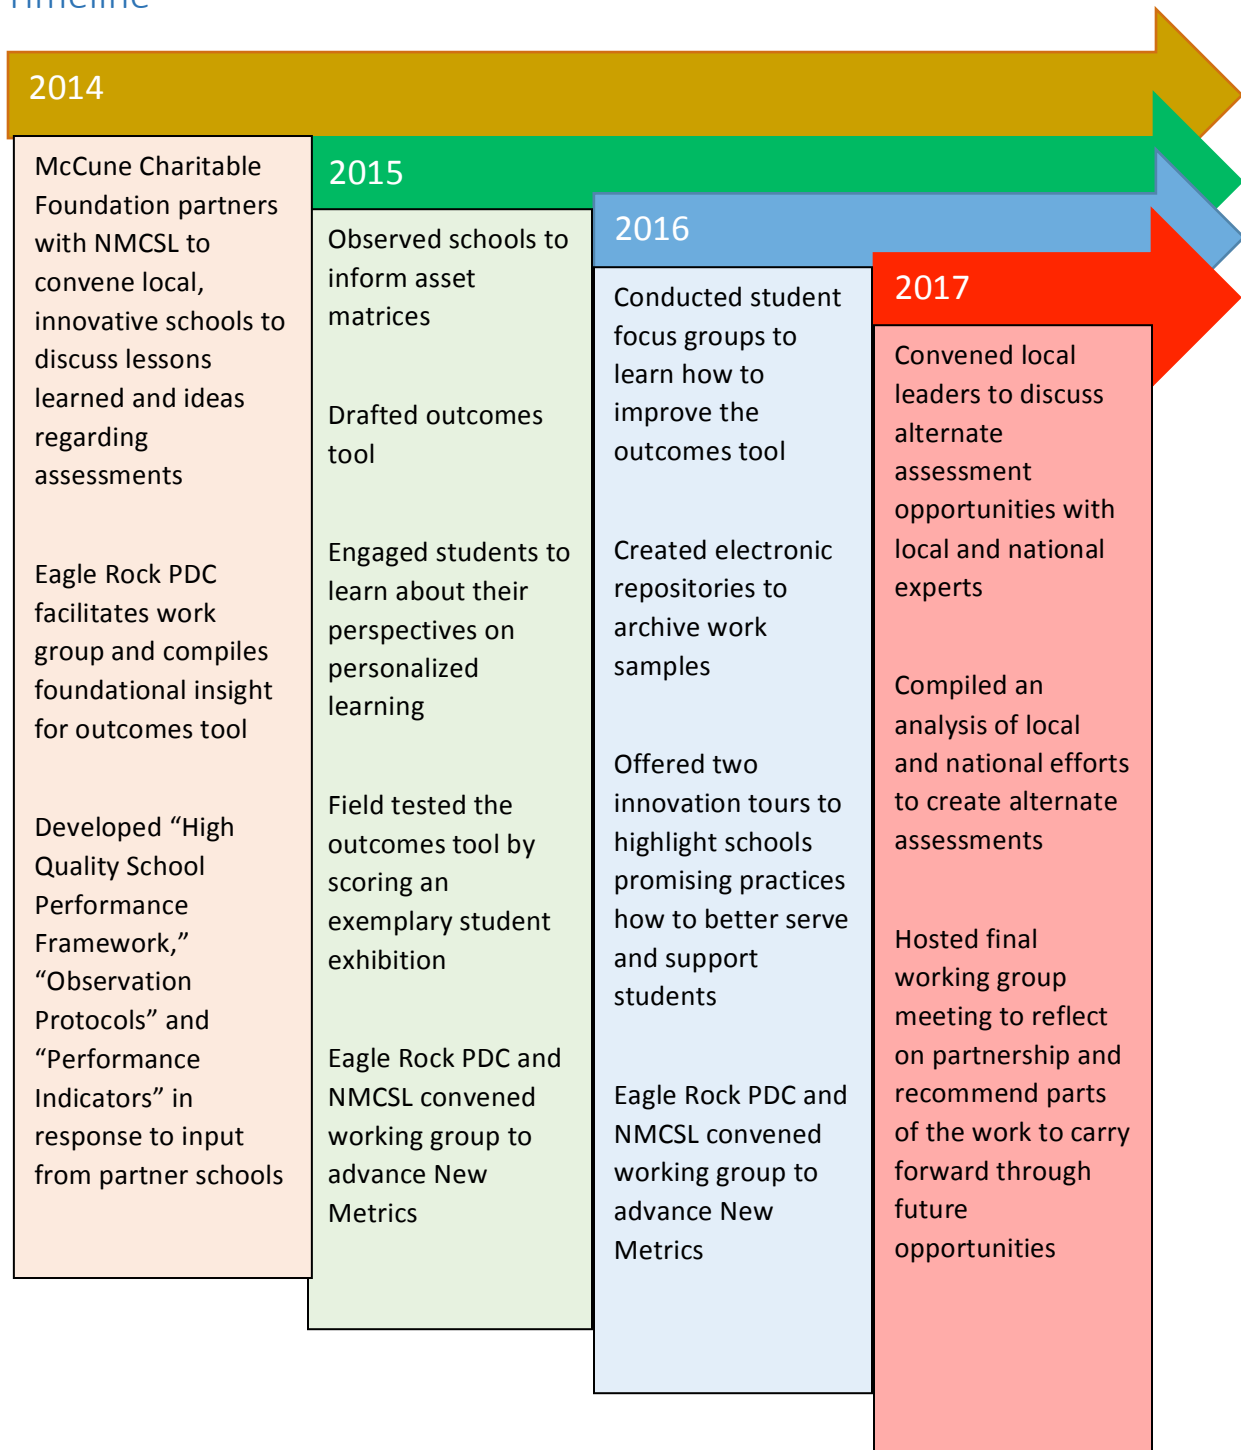 Timeline
2014
McCune Charitable
Foundation partners
with NMCSL to
convene local,
innovative schools to
discuss lessons
learned and ideas
regarding
assessments
Eagle Rock PDC
facilitates work
group and compiles
foundational insight
for outcomes tool
Developed “High
Quality School
Performance
Framework,”
“Observation
Protocols” and
“Performance
Indicators” in
response to input
from partner schools
2015
Observed schools to
inform asset
matrices
Drafted outcomes
tool
Engaged students to
learn about their
perspectives on
personalized
learning
Field tested the
outcomes tool by
scoring an
exemplary student
exhibition
Eagle Rock PDC and
NMCSL convened
working group to
advance New
Metrics
2016
Conducted student
focus groups to
learn how to
improve the
outcomes tool
Created electronic
repositories to
archive work
samples
Offered two
innovation tours to
highlight schools
promising practices
how to better serve
and support
students
Eagle Rock PDC and
NMCSL convened
working group to
advance New
Metrics
2017
Convened local
leaders to discuss
alternate
assessment
opportunities with
local and national
experts
Compiled an
analysis of local
and national efforts
to create alternate
assessments
Hosted final
working group
meeting to reflect
on partnership and
recommend parts
of the work to carry
forward through
future
opportunities